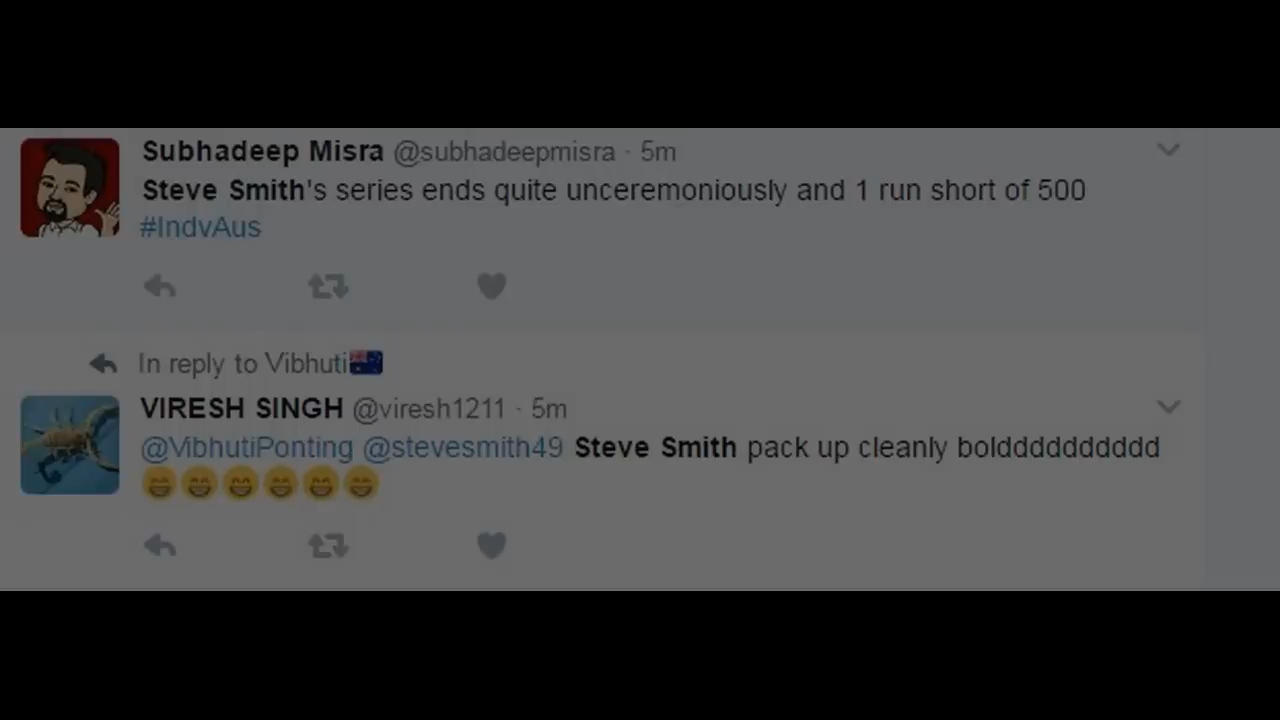 Subhadeep Misra @subhadeepmisra · 5m
Steve Smith's series ends quite unceremoniously and 1 run short of 500
#IndvAus
In reply to Vibhuti🇦🇺
VIRESH SINGH @viresh1211 · 5m
@VibhutiPonting @stevesmith49 Steve Smith pack up cleanly boldddddddddd
😄😄😄😄😄😄